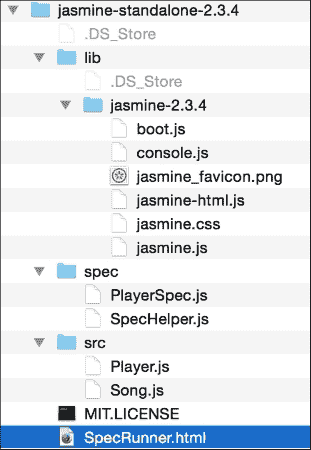 jasmine-standalone-2.3.4
.DS_Store
lib
.DS_Store
jasmine-2.3.4
boot.js
console.js
jasmine_favicon.png
jasmine-html.js
jasmine.css
jasmine.js
spec
PlayerSpec.js
SpecHelper.js
src
Player.js
Song.js
MIT.LICENSE
SpecRunner.html